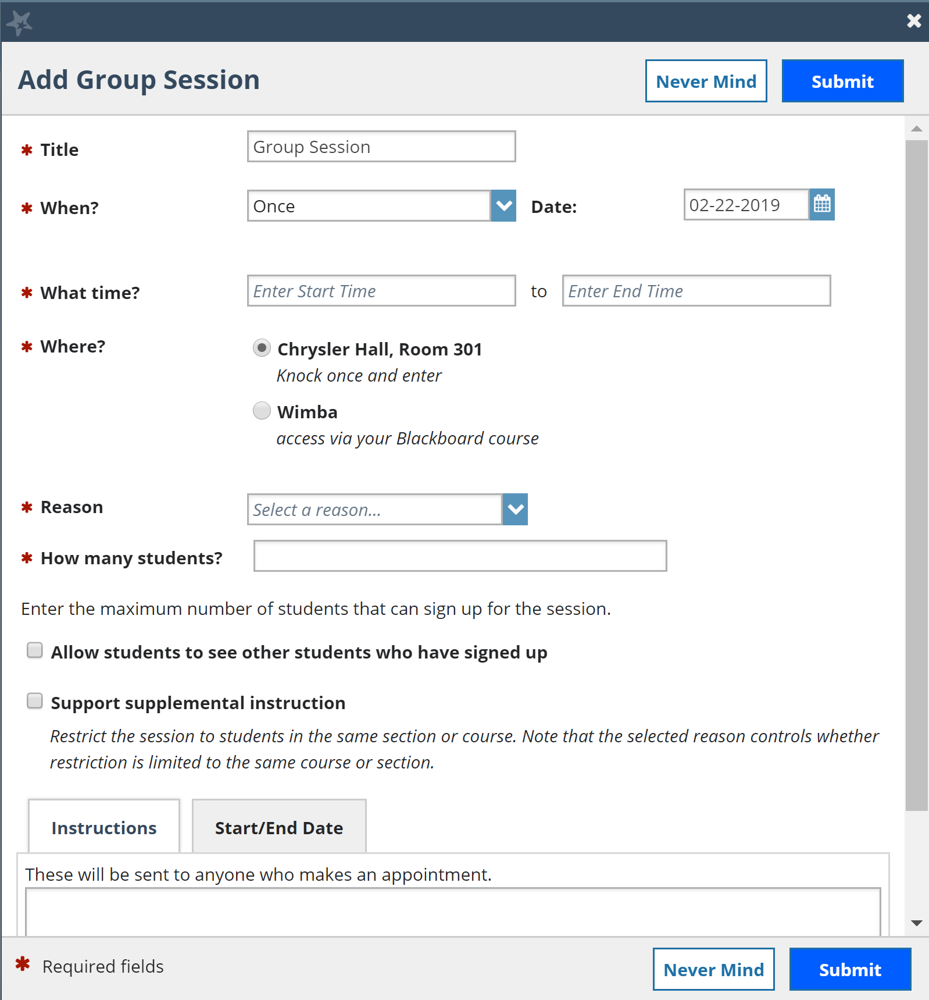 Add Group Session
Never Mind
Submit
* Title
Group Session
* When?
Once
Date:
02-22-2019
* What time?
Enter Start Time
to
Enter End Time
* Where?
Chrysler Hall, Room 301
Knock once and enter
Wimba
access via your Blackboard course
* Reason
Select a reason...
* How many students?
Enter the maximum number of students that can sign up for the session.
Allow students to see other students who have signed up
Support supplemental instruction
Restrict the session to students in the same section or course. Note that the selected reason controls whether
restriction is limited to the same course or section.
Instructions
Start/End Date
These will be sent to anyone who makes an appointment.
* Required fields
Never Mind
Submit